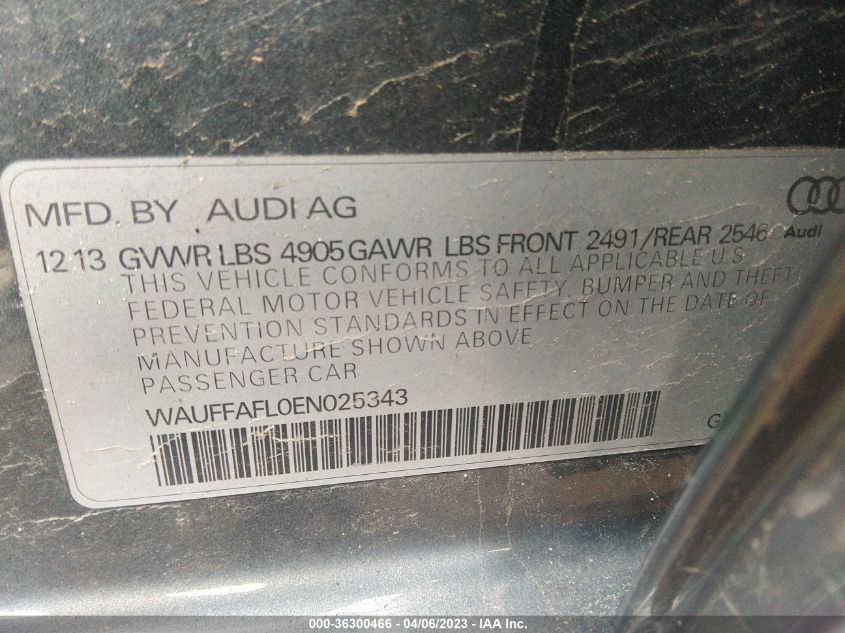 MFD. BY AUDI AG
12 13 GVWR LBS 4905 GAWR LBS FRONT 2491/REAR 2546
Audi
THIS VEHICLE CONFORMS TO ALL APPLICABLE U.S
FEDERAL MOTOR VEHICLE SAFETY, BUMPER AND THEFT
PREVENTION STANDARDS IN EFFECT ON THE DATE OF
MANUFACTURE SHOWN ABOVE
PASSENGER CAR
WAUFFAFL0EN025343
000-36300466 - 04/06/2023 - IAA Inc.